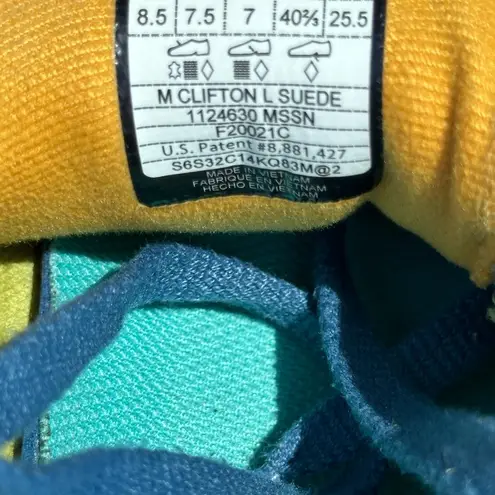 8.5 7.5 7 40⅔ 25.5
M CLIFTON L SUEDE
1124630 MSSN
F20021C
U.S. Patent #8,881,427
S6S32C14KQ83M@2
MADE IN VIETNAM
FABRIQUE EN VIETNAM
HECHO EN VIETNAM